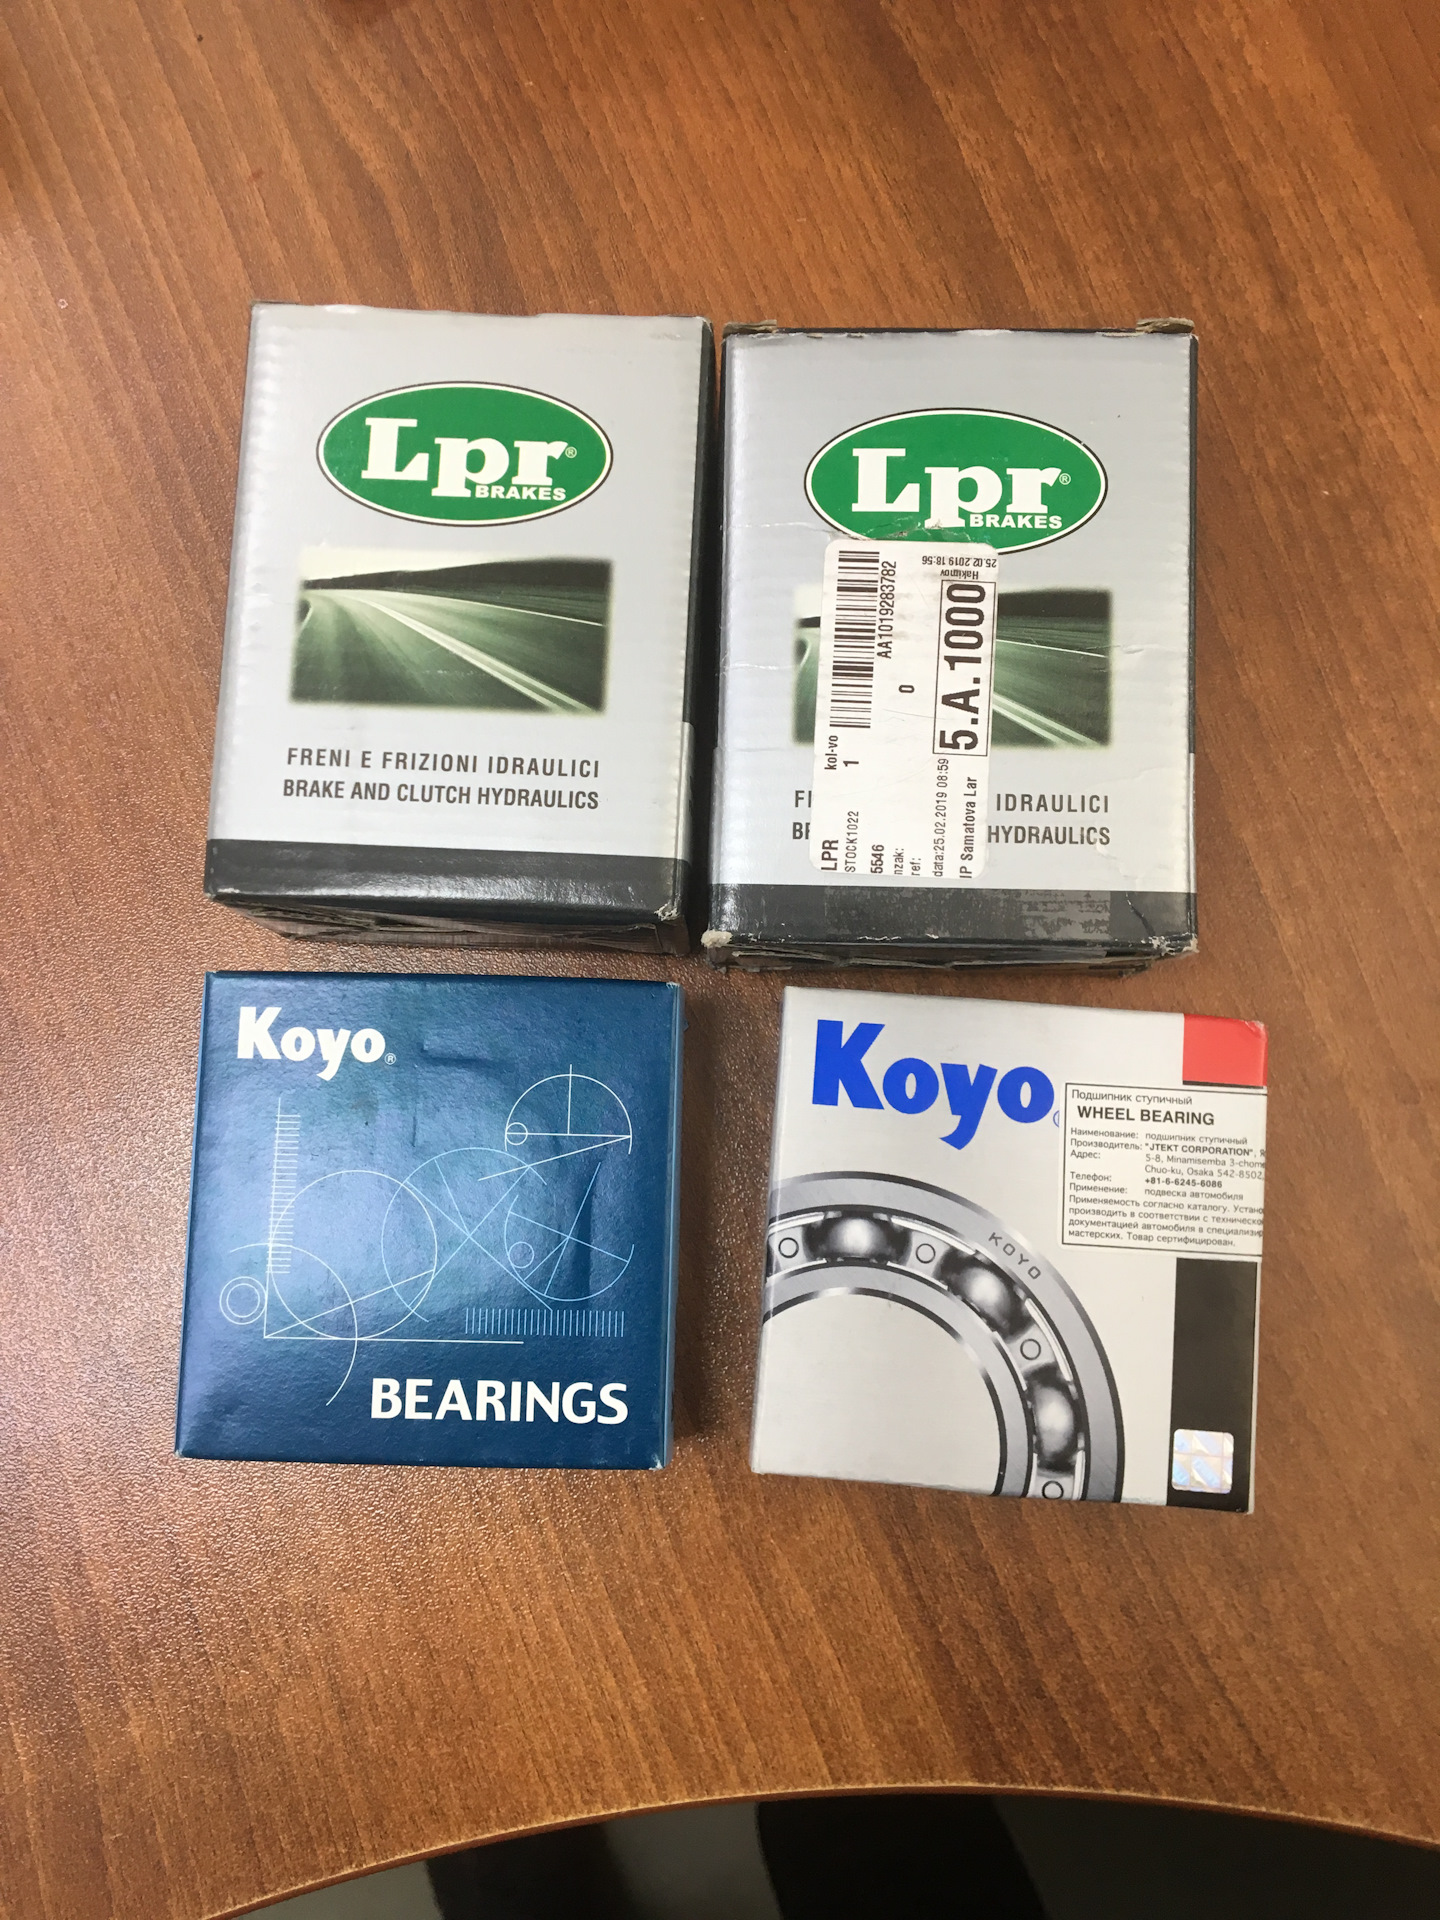 Lpr®
BRAKES
FRENI E FRIZIONI IDRAULICI
BRAKE AND CLUTCH HYDRAULICS
Lpr®
BRAKES
IDRAULICI
HYDRAULICS
LPR
kol-vo
STOCK1022
1
5546
AA1019283782
nzak:
ref:
0
data:25.02.2019 08:59
5.A.1000
IP Samatova Lar
Hakimov
25.02.2019 18:56
Koyo®
BEARINGS
Koyo
KOYO
Подшипник ступичный
WHEEL BEARING
Наименование: подшипник ступичный
Производитель: "JTEKT CORPORATION",
Адрес: 5-8, Minamisemba 3-chome
Chuo-ku, Osaka 542-8502,
Телефон: +81-6-6245-6086
Применение: подвеска автомобиля
Применяемость согласно каталогу.
производить в соответствии с
документацией автомобиля в
мастерских. Товар сертифицирован.